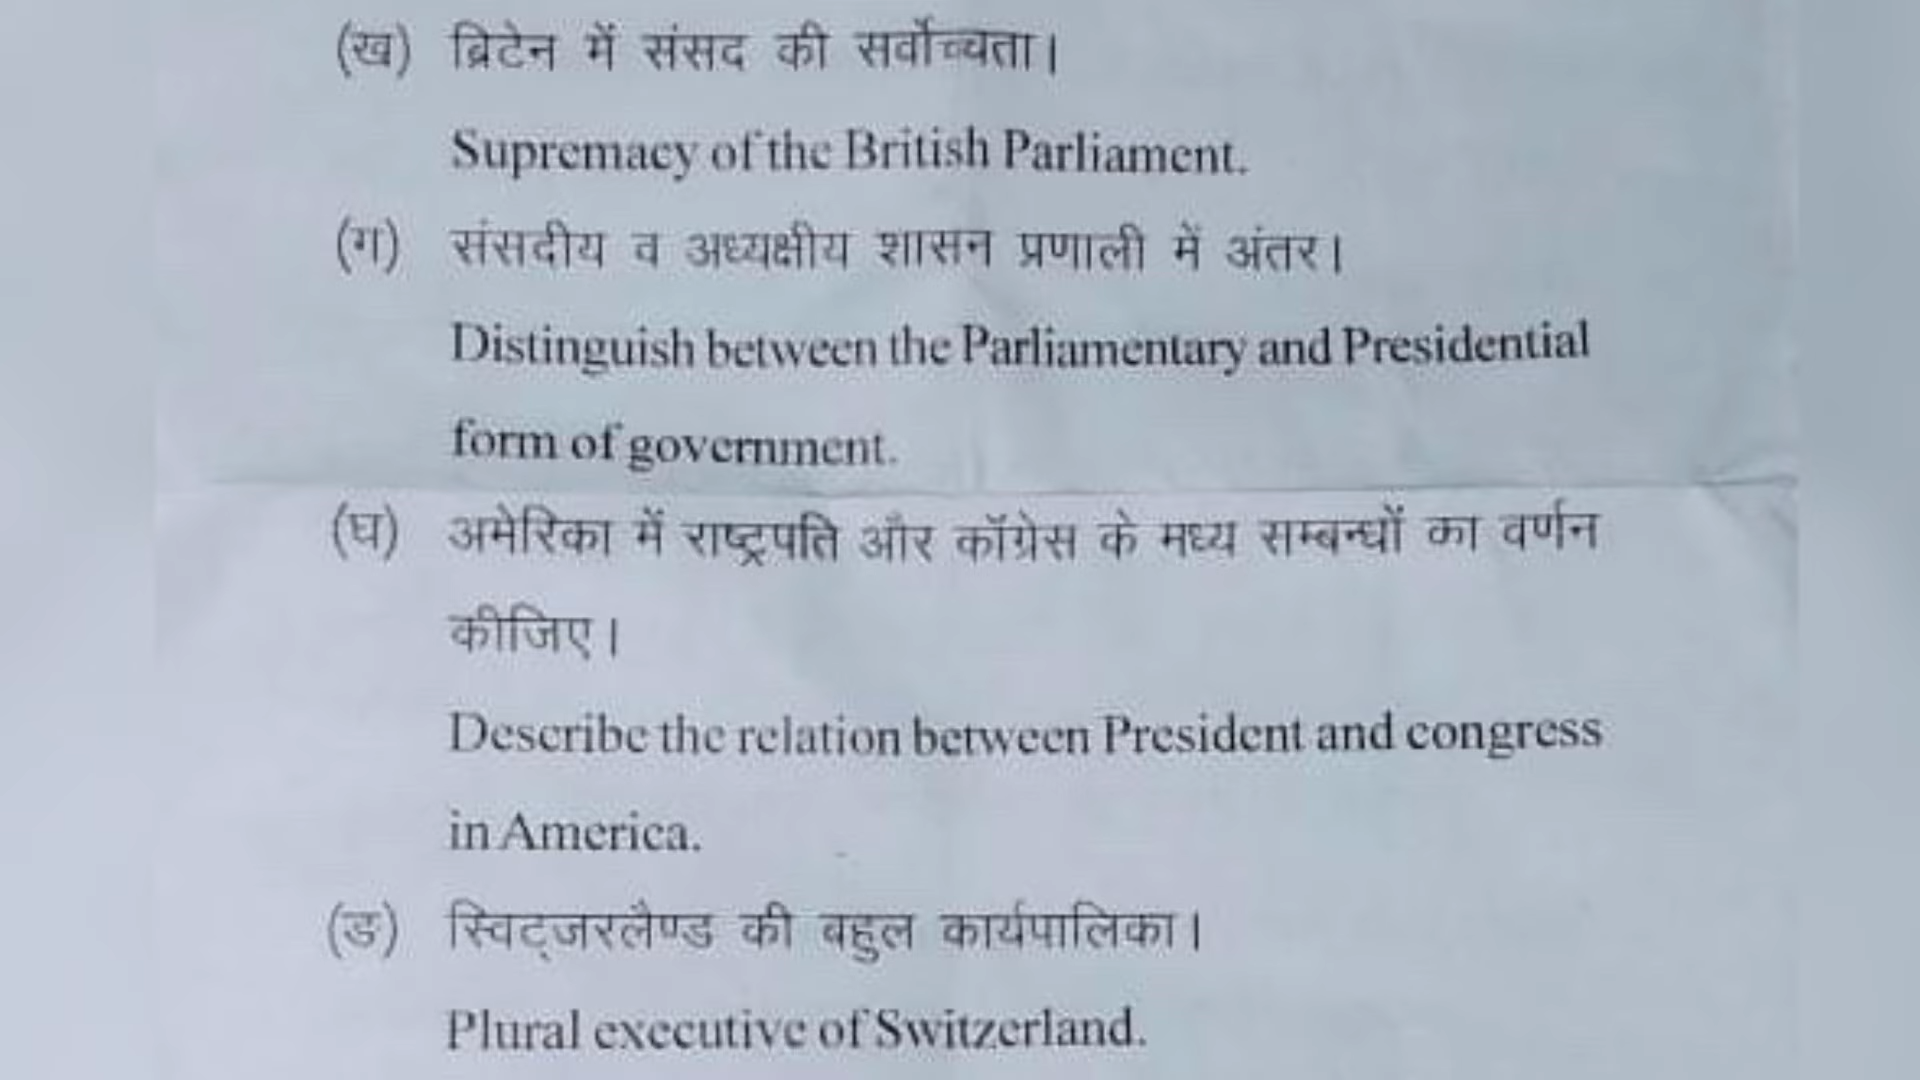 (ख) ब्रिटेन में संसद की सर्वोच्चता।
Supremacy of the British Parliament.
(ग) संसदीय व अध्यक्षीय शासन प्रणाली में अंतर।
Distinguish between the Parliamentary and Presidential
form of government.
(घ) अमेरिका में राष्ट्रपति और कॉंग्रेस के मध्य सम्बन्धों का वर्णन
कीजिए।
Describe the relation between President and congress
in America.
(ङ) स्विट्जरलैण्ड की बहुल कार्यपालिका।
Plural executive of Switzerland.